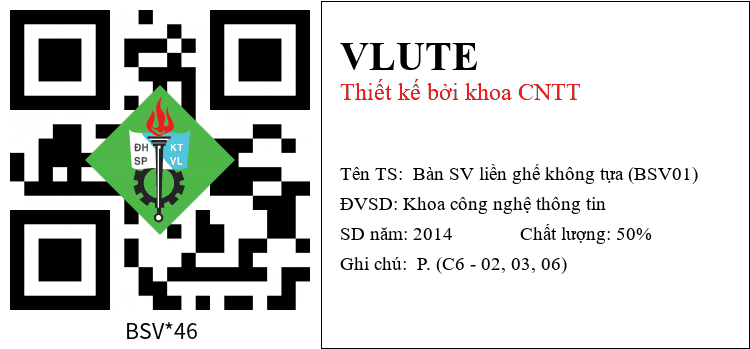 ĐH KT
SP VL
BSV*46
VLUTE
Thiết kế bởi khoa CNTT
Tên TS: Bàn SV liền ghế không tựa (BSV01)
ĐVSD: Khoa công nghệ thông tin
SD năm: 2014 Chất lượng: 50%
Ghi chú: P. (C6 - 02, 03, 06)